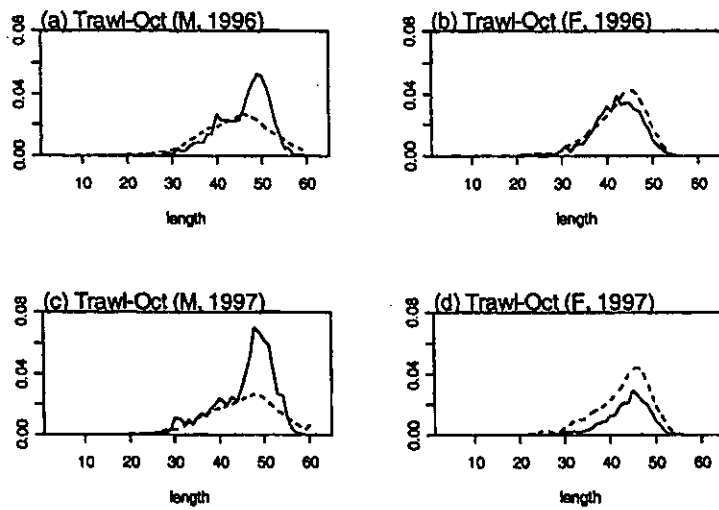 (a) Trawl-Oct (M, 1996)
0.00 0.04 0.08
10 20 30 40 50 60
length
(b) Trawl-Oct (F, 1996)
0.00 0.04 0.08
10 20 30 40 50 60
length
(c) Trawl-Oct (M, 1997)
0.00 0.04 0.08
10 20 30 40 50 60
length
(d) Trawl-Oct (F, 1997)
0.00 0.04 0.08
10 20 30 40 50 60
length